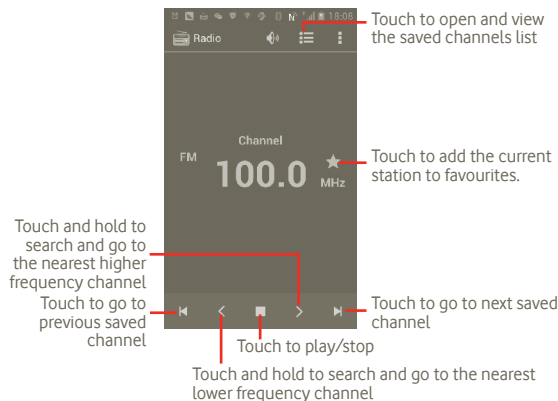 18:08
Radio
Touch to open and view
the saved channels list
Channel
FM
100.0
MHz
Touch to add the current
station to favourites.
Touch and hold to
search and go to
the nearest higher
frequency channel
Touch to go to
previous saved
channel
Touch to go to next saved
channel
Touch to play/stop
Touch and hold to search and go to the nearest
lower frequency channel